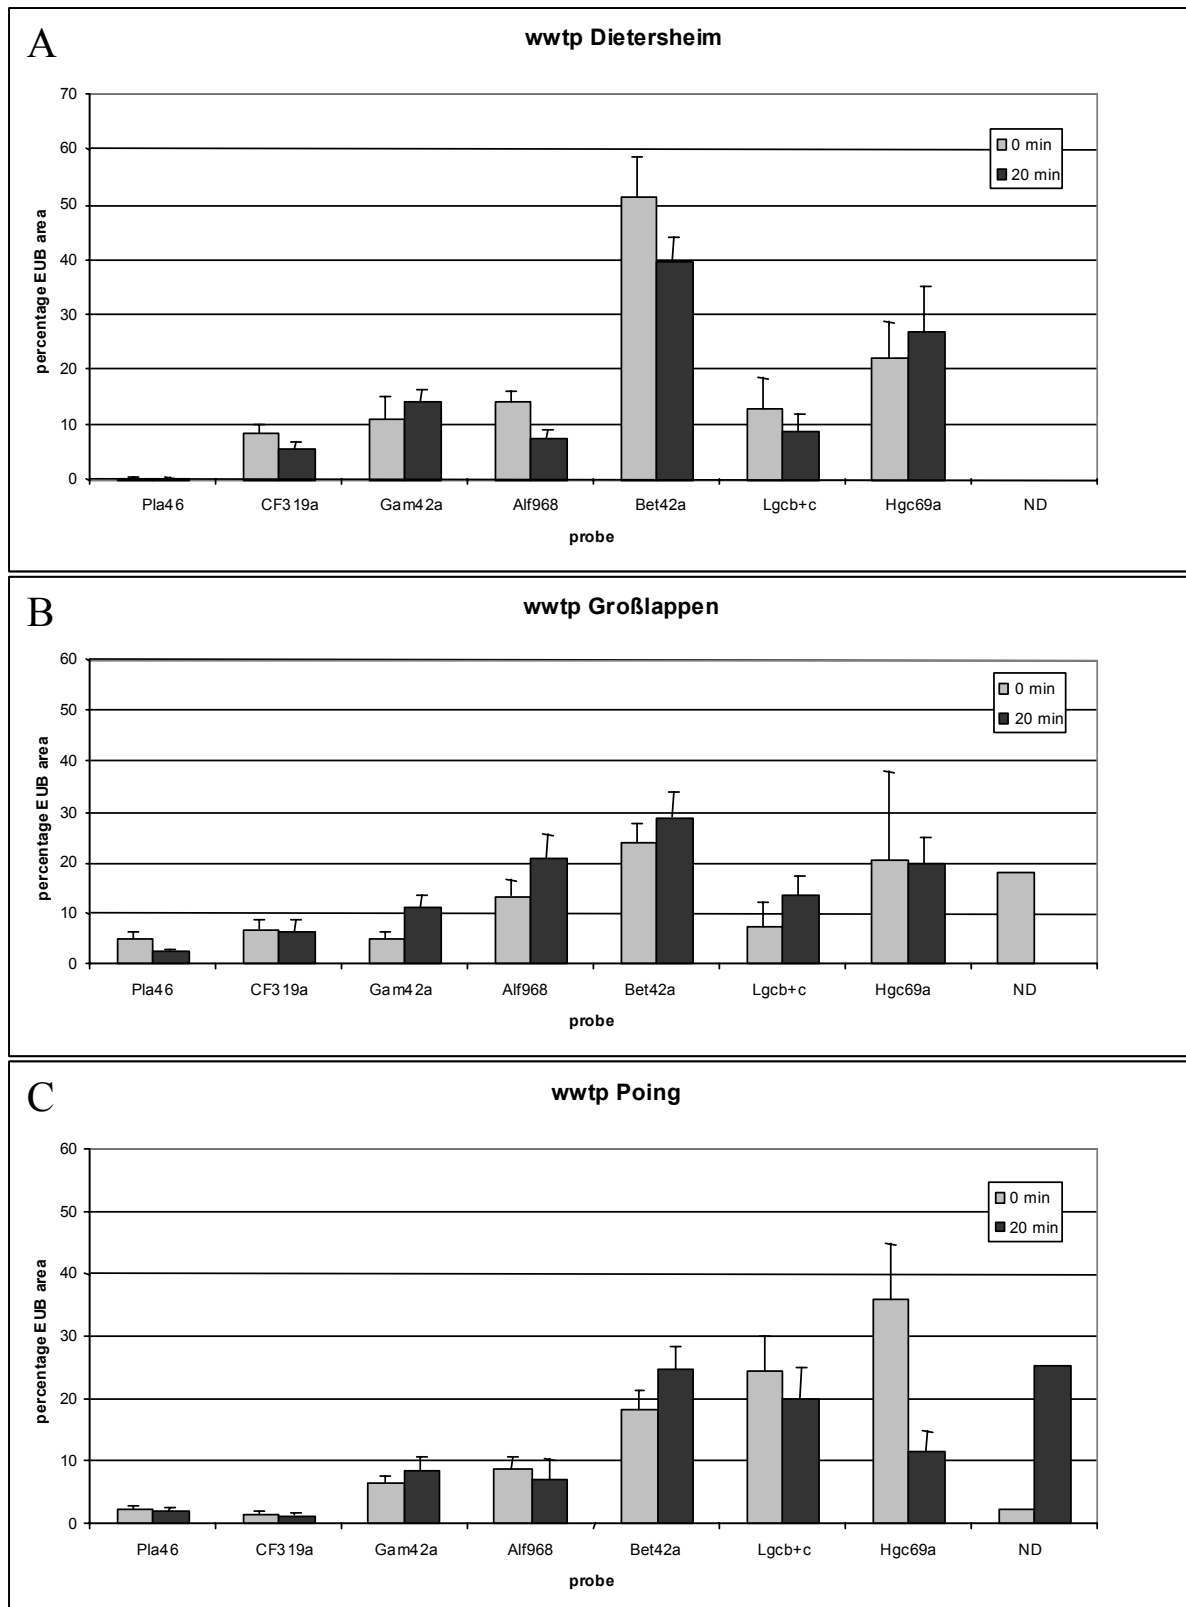 A
wwtp Dietersheim
percentage EUB area
70
60
50
40
30
20
10
0
0 min
20 min
Pla46 CF319a Gam42a Alf968 Bet42a Lgcb+c Hgc69a ND
probe
B
wwtp Großlappen
percentage EUB area
60
50
40
30
20
10
0
0 min
20 min
Pla46 CF319a Gam42a Alf968 Bet42a Lgcb+c Hgc69a ND
probe
C
wwtp Poing
percentage EUB area
60
50
40
30
20
10
0
0 min
20 min
Pla46 CF319a Gam42a Alf968 Bet42a Lgcb+c Hgc69a ND
probe